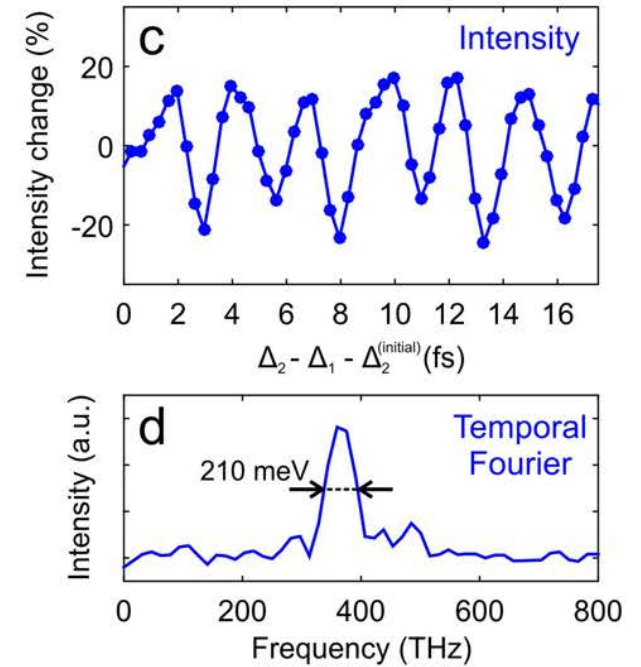 c
Intensity
Intensity change (%)
20
0
-20
0 2 4 6 8 10 12 14 16
Δ₂ - Δ₁ - Δ₂⁽ⁱⁿⁱᵗⁱᵃˡ⁾ (fs)
d
Temporal
Fourier
210 meV
Intensity (a.u.)
0 200 400 600 800
Frequency (THz)